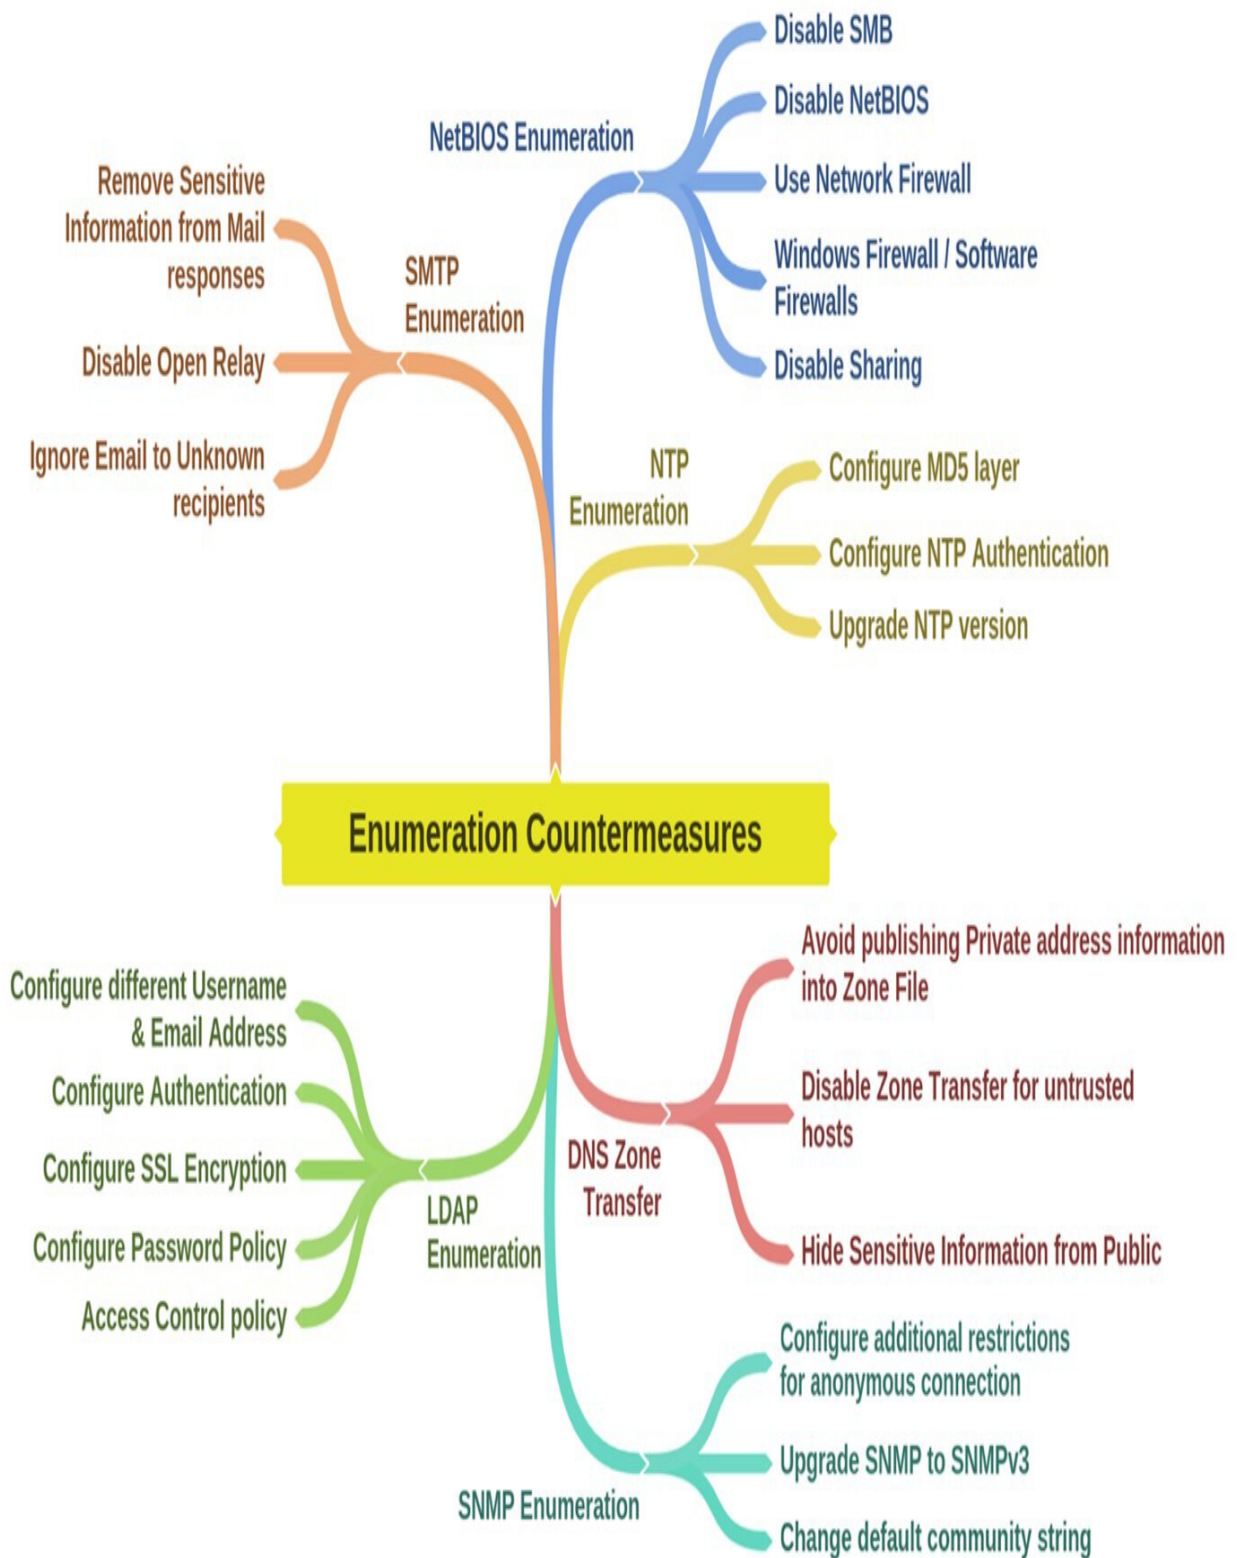 Disable SMB
Disable NetBIOS
NetBIOS Enumeration
Use Network Firewall
Windows Firewall / Software
Firewalls
Disable Sharing
Remove Sensitive
Information from Mail
responses
SMTP
Enumeration
Disable Open Relay
Ignore Email to Unknown
recipients
NTP
Enumeration
Configure MD5 layer
Configure NTP Authentication
Upgrade NTP version
Enumeration Countermeasures
Configure different Username
& Email Address
Configure Authentication
Configure SSL Encryption
Configure Password Policy
Access Control policy
LDAP
Enumeration
Avoid publishing Private address information
into Zone File
Disable Zone Transfer for untrusted
hosts
DNS Zone
Transfer
Hide Sensitive Information from Public
Configure additional restrictions
for anonymous connection
Upgrade SNMP to SNMPv3
SNMP Enumeration
Change default community string